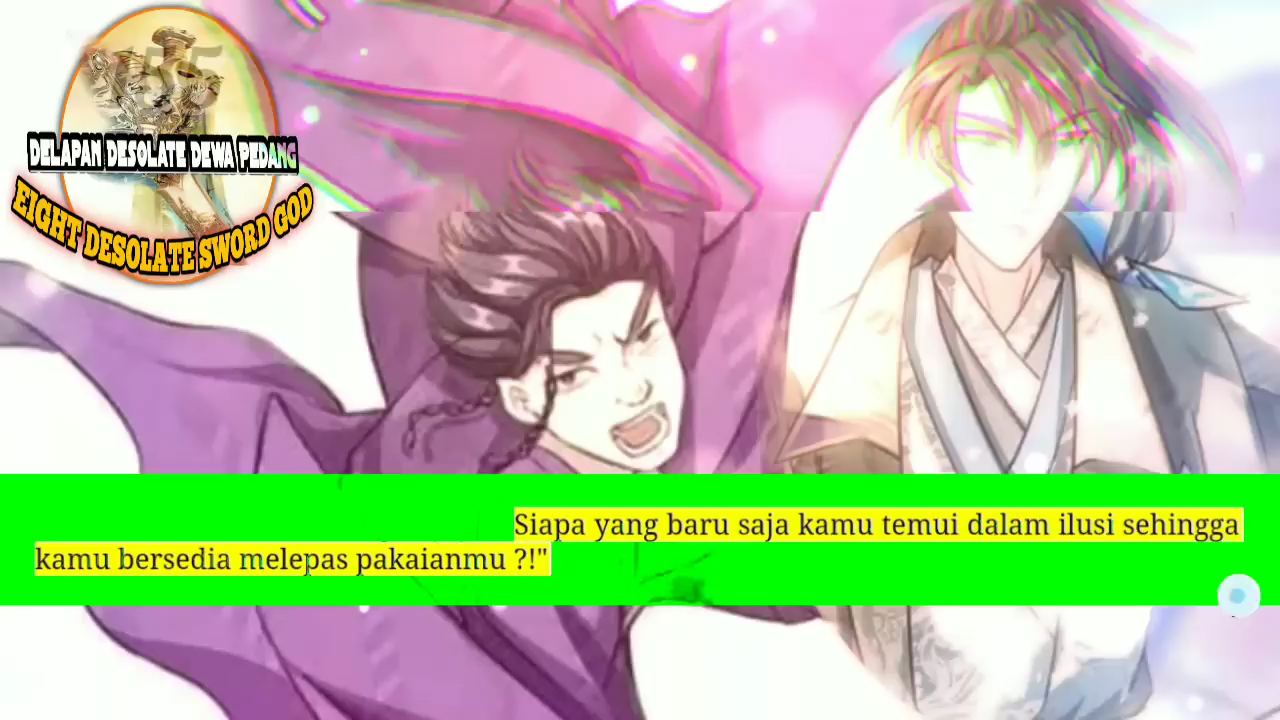 155
DELAPAN DESOLATE DEWA PEDANG
EIGHT DESOLATE SWORD GOD
Siapa yang baru saja kamu temui dalam ilusi sehingga
kamu bersedia melepas pakaianmu ?!"